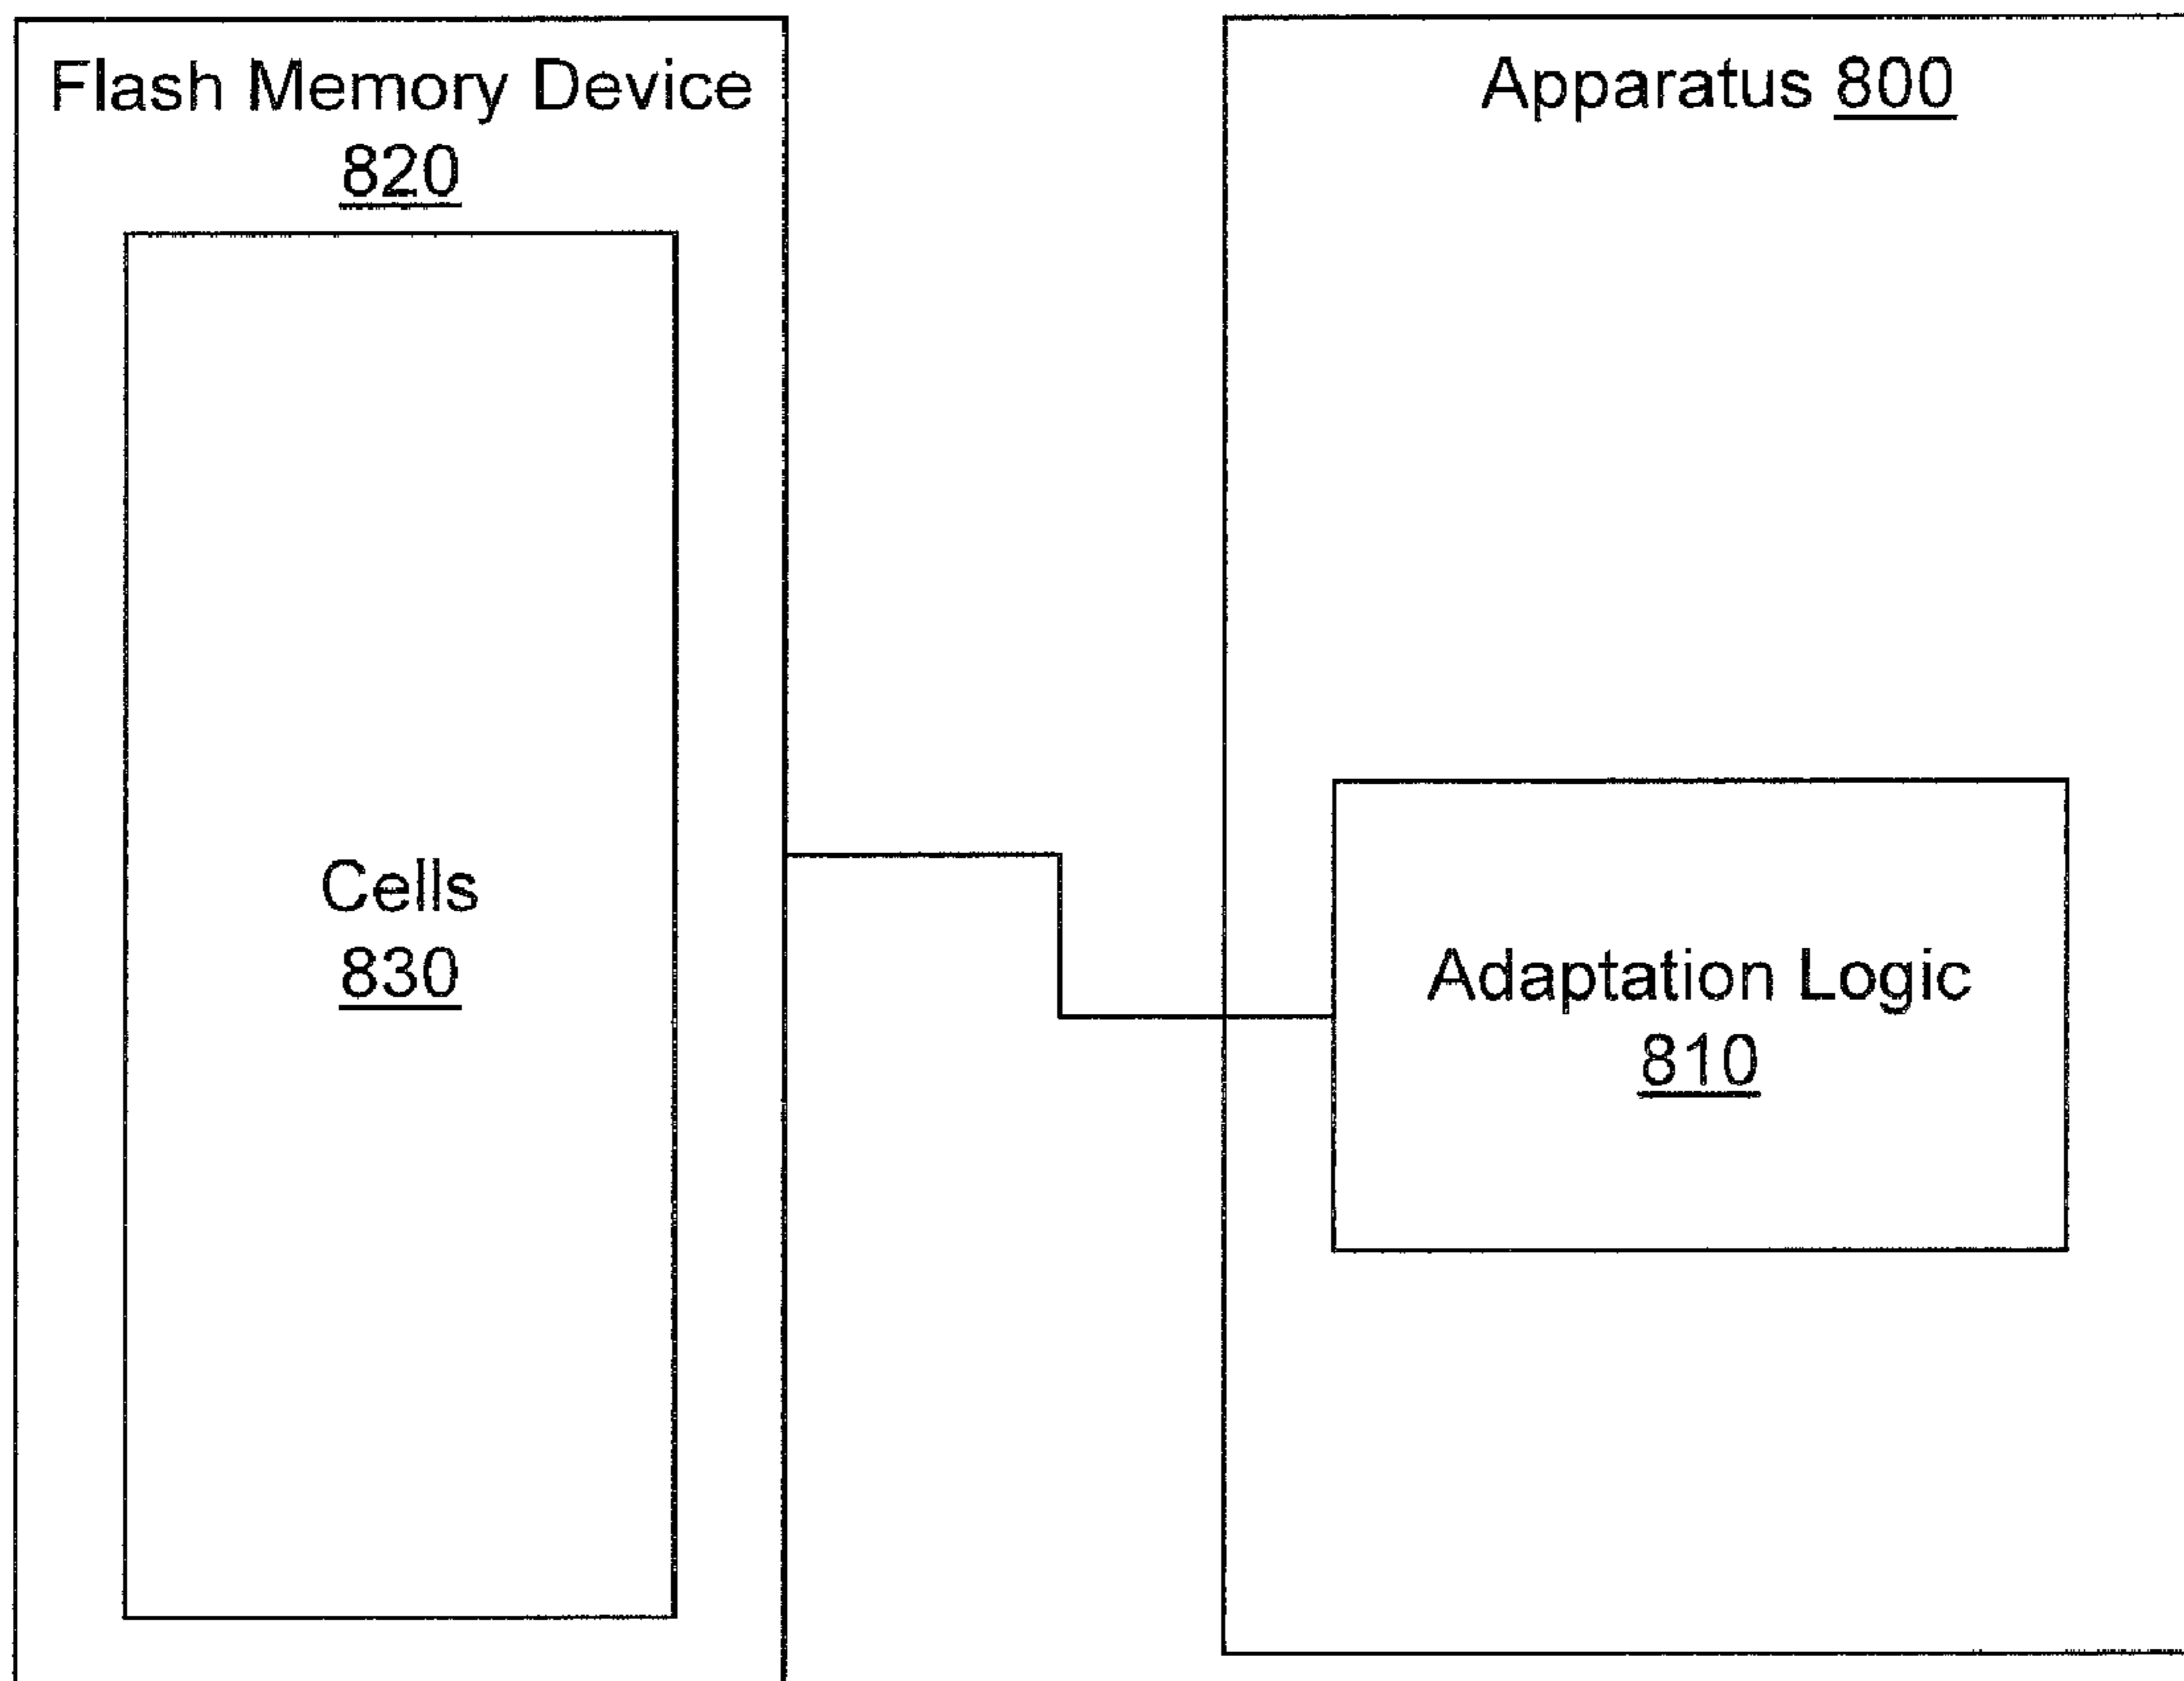 Flash Memory Device
820
Cells
830
Apparatus 800
Adaptation Logic
810